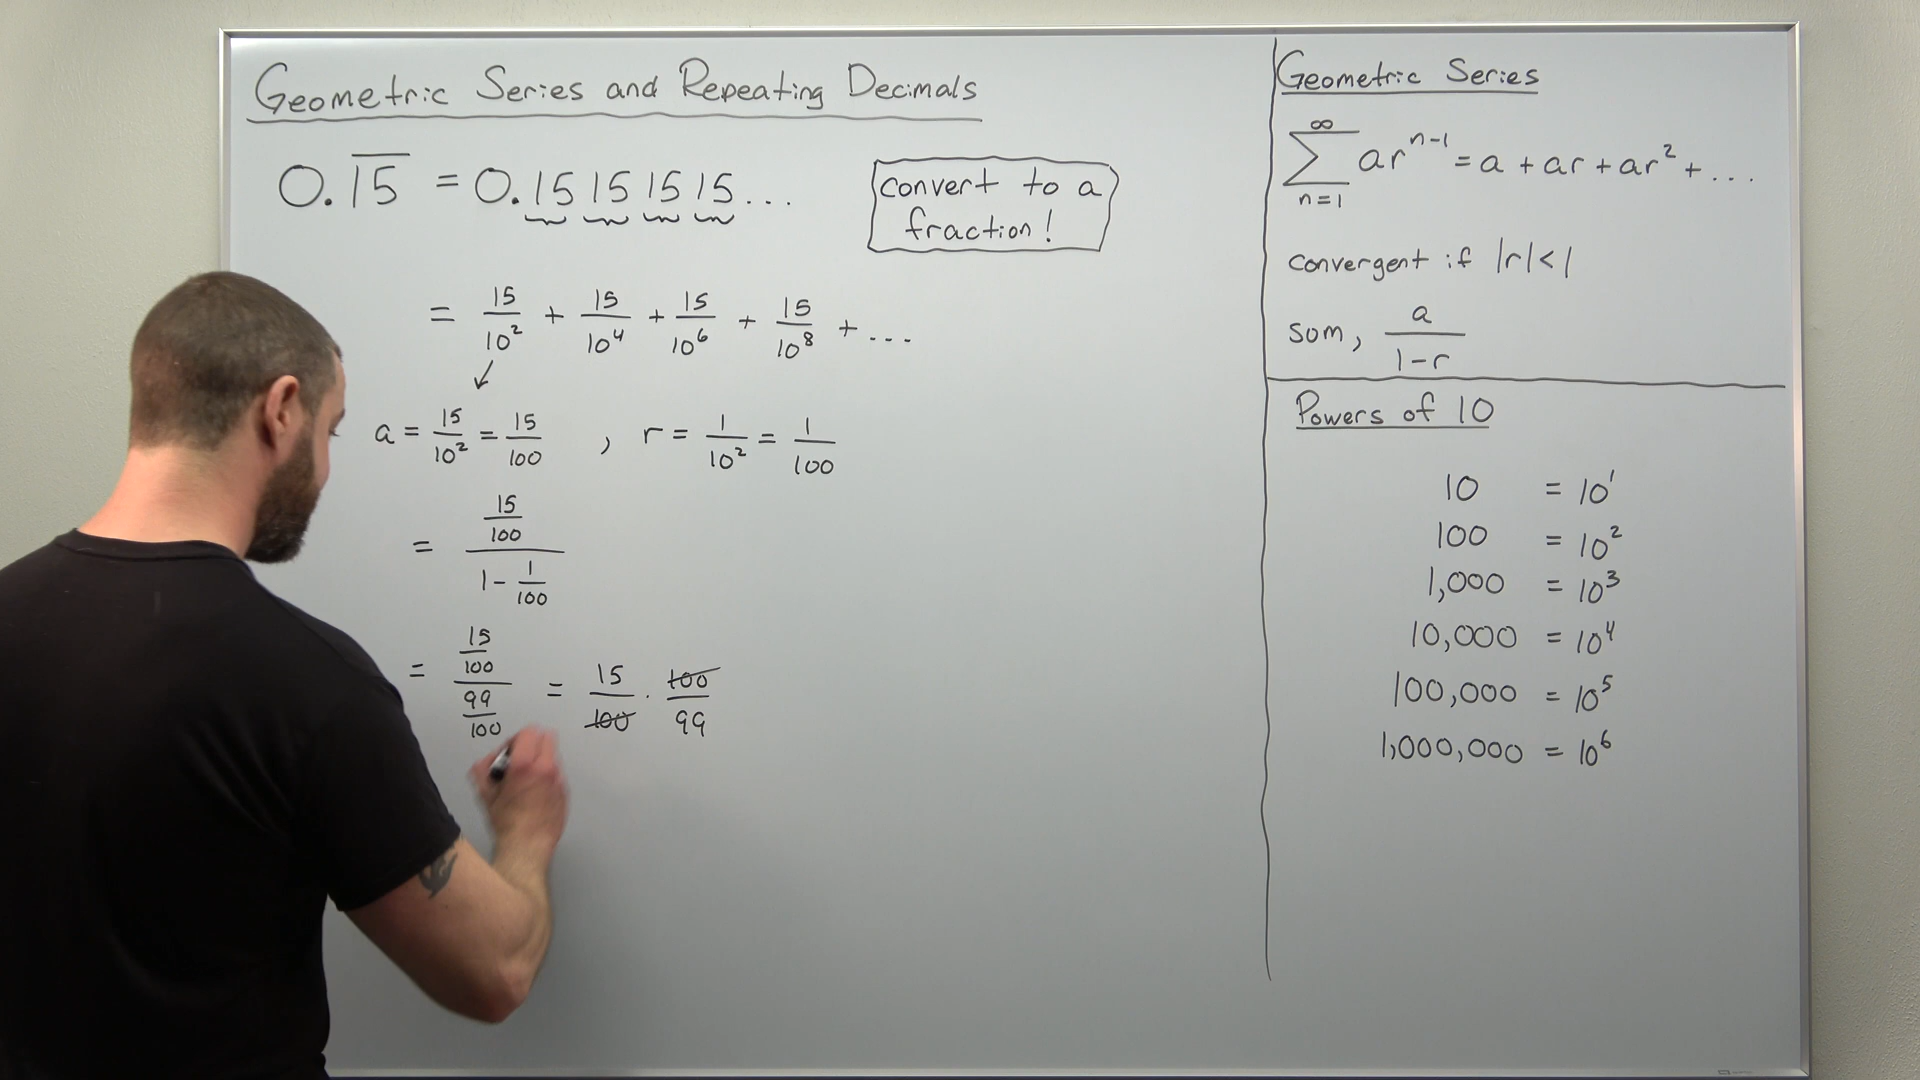 Geometric Series and Repeating Decimals
0.1̅5̅ = 0.15 15 15 15...
convert to a
fraction!
= 15/10² + 15/10⁴ + 15/10⁶ + 15/10⁸ + ...
a = 15/10² = 15/100 , r = 1/10² = 1/100
= (15/100)/(1 - 1/100)
= (15/100)/(99/100) = 15/100 · 100/99
Geometric Series
∞
∑ arⁿ⁻¹ = a + ar + ar² + ...
n=1
convergent if |r|<1
sum, a/(1-r)
Powers of 10
10 = 10¹
100 = 10²
1,000 = 10³
10,000 = 10⁴
100,000 = 10⁵
1,000,000 = 10⁶